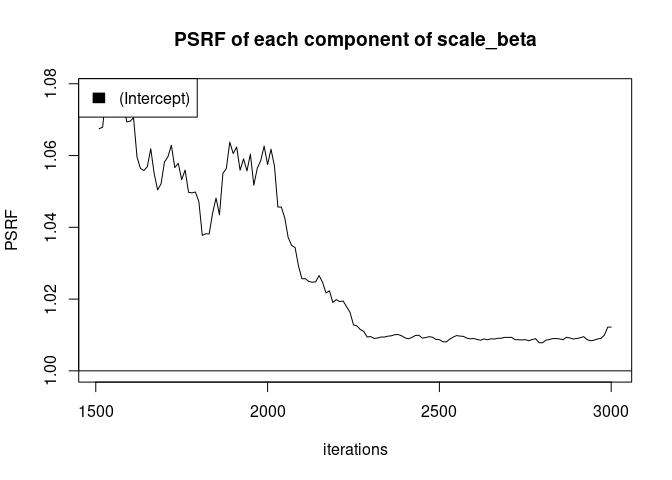 PSRF of each component of scale_beta
(Intercept)
PSRF
1.08
1.06
1.04
1.02
1.00
1500 2000 2500 3000
iterations